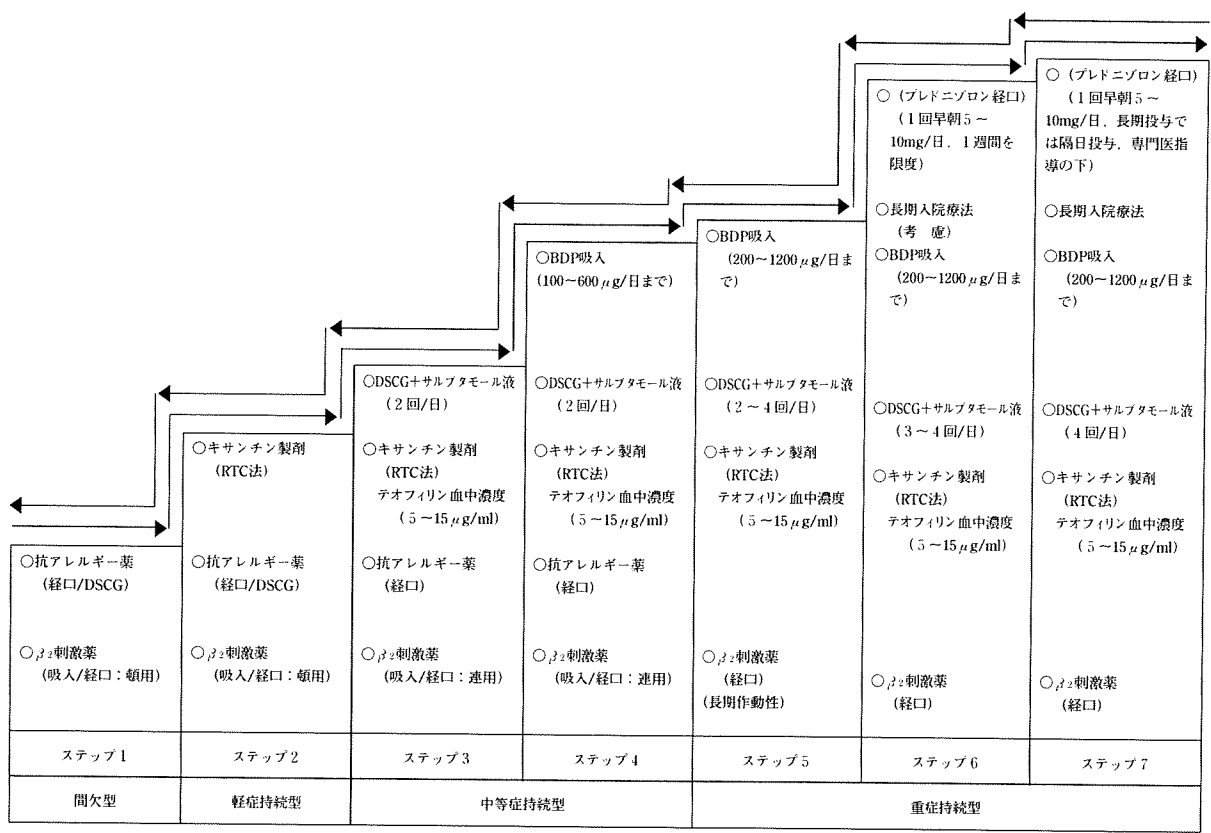 ○抗アレルギー薬
(経口/DSCG)
○β2刺激薬
(吸入/経口：頓用)
ステップ1
間欠型
○キサンチン製剤
(RTC法)
○抗アレルギー薬
(経口/DSCG)
○β2刺激薬
(吸入/経口：頓用)
ステップ2
軽症持続型
○DSCG+サルブタモール液
(2回/日)
○キサンチン製剤
(RTC法)
テオフィリン血中濃度
(5～15μg/ml)
○抗アレルギー薬
(経口)
○β2刺激薬
(吸入/経口：連用)
ステップ3
○BDP吸入
(100～600μg/日まで)
○DSCG+サルブタモール液
(2回/日)
○キサンチン製剤
(RTC法)
テオフィリン血中濃度
(5～15μg/ml)
○抗アレルギー薬
(経口)
○β2刺激薬
(吸入/経口：連用)
ステップ4
中等症持続型
○BDP吸入
(200～1200μg/日ま
で)
○DSCG+サルブタモール液
(2～4回/日)
○キサンチン製剤
(RTC法)
テオフィリン血中濃度
(5～15μg/ml)
○β2刺激薬
(経口)
(長期作動性)
ステップ5
○(プレドニゾロン経口)
(1回早朝5～
10mg/日．1週間を
限度)
○長期入院療法
(考　慮)
○BDP吸入
(200～1200μg/日ま
で)
○DSCG+サルブタモール液
(3～4回/日)
○キサンチン製剤
(RTC法)
テオフィリン血中濃度
(5～15μg/ml)
○β2刺激薬
(経口)
ステップ6
○(プレドニゾロン経口)
(1回早朝5～
10mg/日．長期投与で
は隔日投与．専門医指
導の下)
○長期入院療法
○BDP吸入
(200～1200μg/日ま
で)
○DSCG+サルブタモール液
(4回/日)
○キサンチン製剤
(RTC法)
テオフィリン血中濃度
(5～15μg/ml)
○β2刺激薬
(経口)
ステップ7
重症持続型